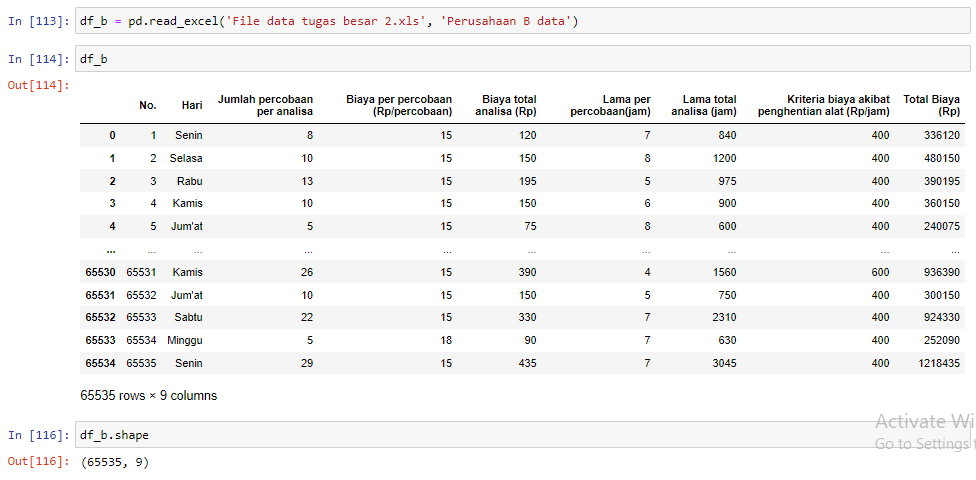 In [113]: df_b = pd.read_excel('File data tugas besar 2.xls', 'Perusahaan B data')
In [114]: df_b
Out[114]:
No. Hari Jumlah percobaan per analisa Biaya per percobaan (Rp/percobaan) Biaya total analisa (Rp) Lama per percobaan(jam) Lama total analisa (jam) Kriteria biaya akibat penghentian alat (Rp/jam) Total Biaya (Rp)
0 1 Senin 8 15 120 7 840 400 336120
1 2 Selasa 10 15 150 8 1200 400 480150
2 3 Rabu 13 15 195 5 975 400 390195
3 4 Kamis 10 15 150 6 900 400 360150
4 5 Jum'at 5 15 75 8 600 400 240075
... ... ... ... ... ... ... ... ... ...
65530 65531 Kamis 26 15 390 4 1560 600 936390
65531 65532 Jum'at 10 15 150 5 750 400 300150
65532 65533 Sabtu 22 15 330 7 2310 400 924330
65533 65534 Minggu 5 18 90 7 630 400 252090
65534 65535 Senin 29 15 435 7 3045 400 1218435
65535 rows × 9 columns
In [116]: df_b.shape
Out[116]: (65535, 9)
Activate Wi
Go to Settings f